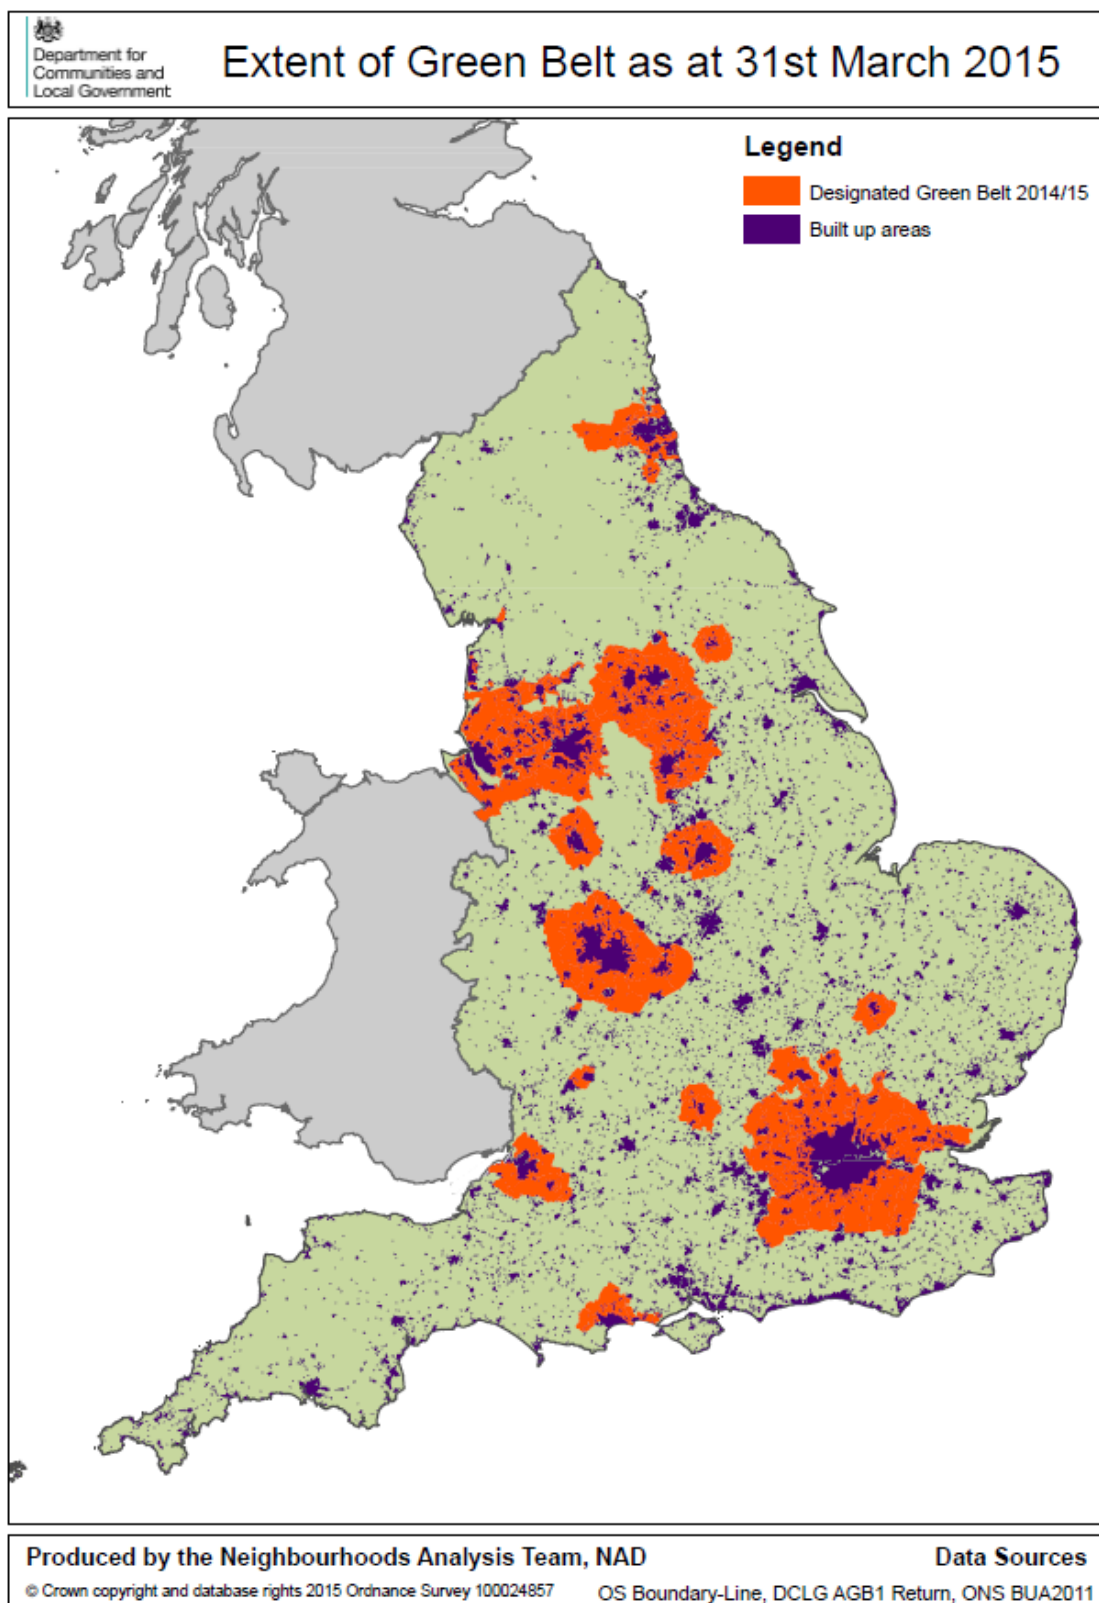 Department for
Communities and
Local Government
Extent of Green Belt as at 31st March 2015
Legend
Designated Green Belt 2014/15
Built up areas
Produced by the Neighbourhoods Analysis Team, NAD
Data Sources
© Crown copyright and database rights 2015 Ordnance Survey 100024857
OS Boundary-Line, DCLG AGB1 Return, ONS BUA2011